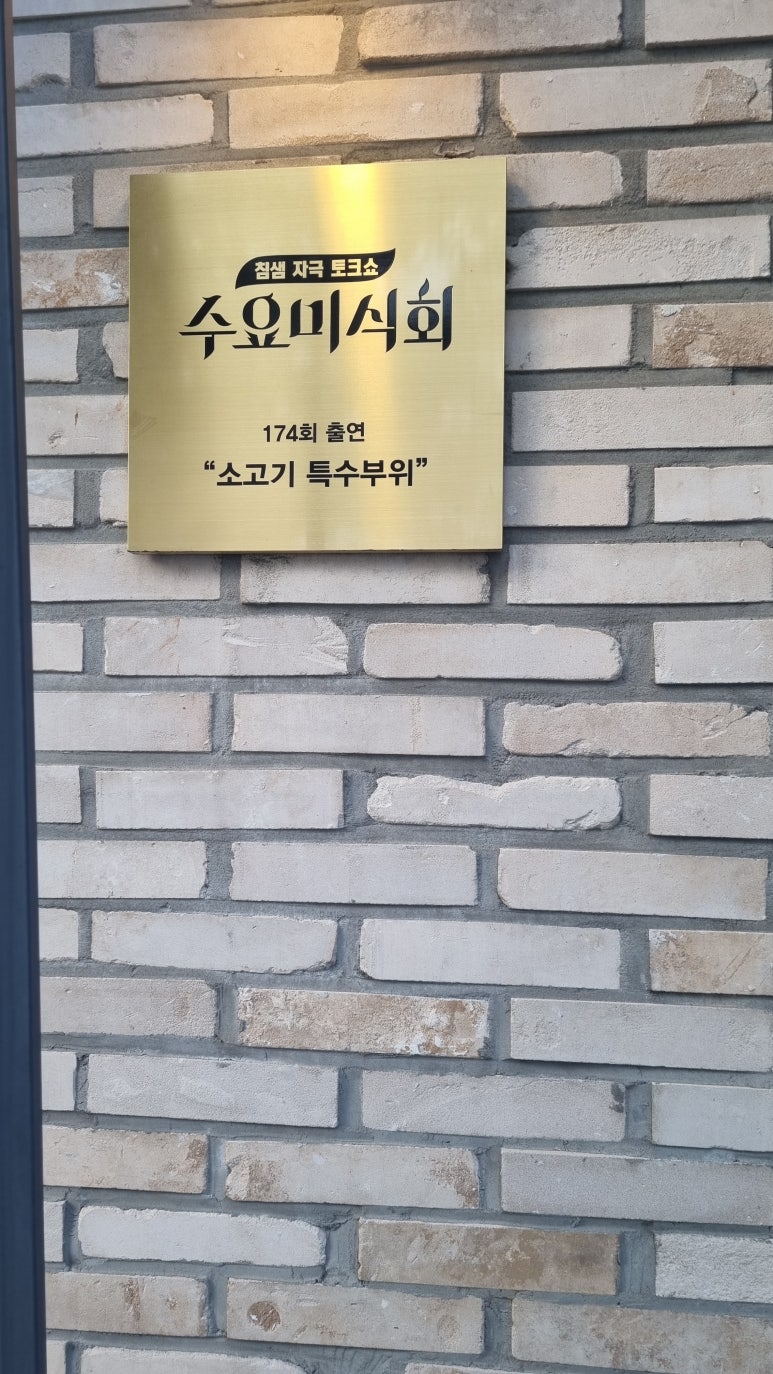 침샘 자극 토크쇼
수요미식회
174회 출연
“소고기 특수부위”